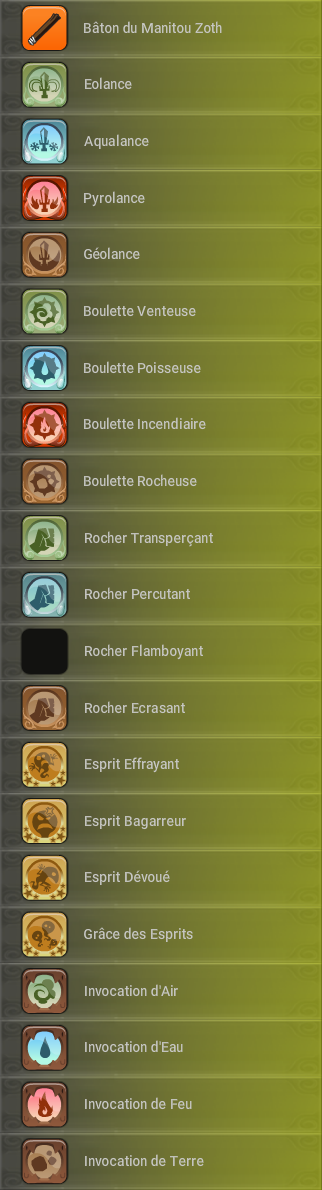 Bâton du Manitou Zoth
Eolance
Aqualance
Pyrolance
Géolance
Boulette Venteuse
Boulette Poisseuse
Boulette Incendiaire
Boulette Rocheuse
Rocher Transperçant
Rocher Percutant
Rocher Flamboyant
Rocher Ecrasant
Esprit Effrayant
Esprit Bagarreur
Esprit Dévoué
Grâce des Esprits
Invocation d'Air
Invocation d'Eau
Invocation de Feu
Invocation de Terre